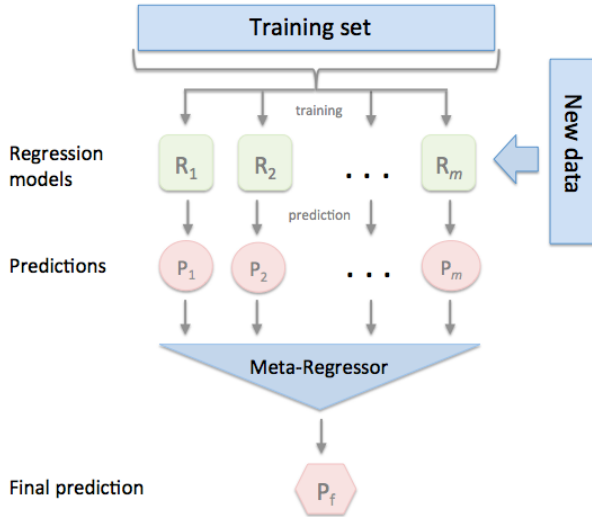 Training set
training
New data
Regression
models
R1 R2 . . . Rm
prediction
Predictions
P1 P2 . . . Pm
Meta-Regressor
Final prediction
Pf